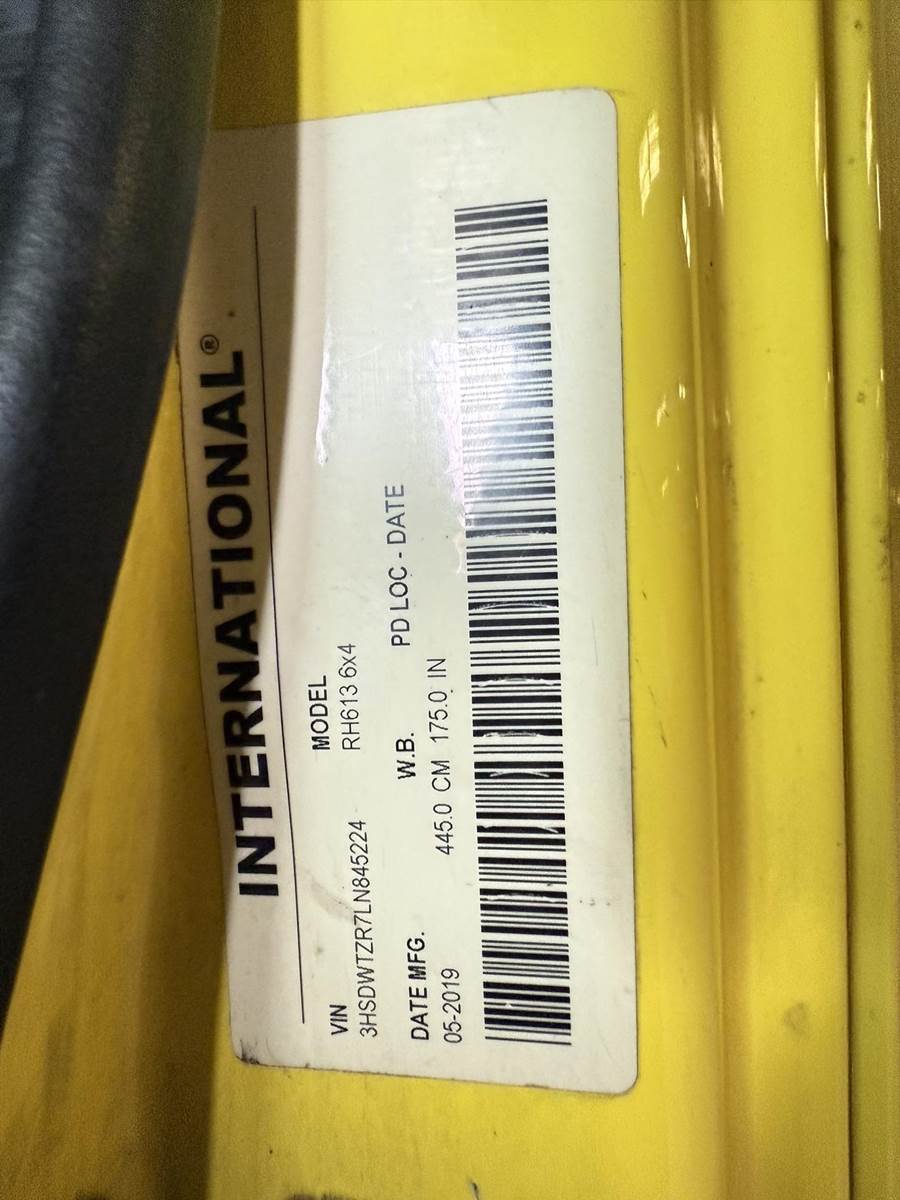 INTERNATIONAL®
VIN MODEL
3HSDWTZR7LN845224 RH613 6x4
DATE MFG. W.B. PD LOC - DATE
05-2019 445.0 CM 175.0 IN